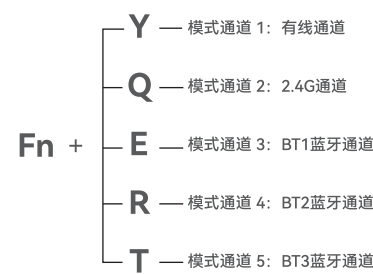 Y — 模式通道 1：有线通道
Q — 模式通道 2：2.4G通道
Fn + E — 模式通道 3：BT1蓝牙通道
R — 模式通道 4：BT2蓝牙通道
T — 模式通道 5：BT3蓝牙通道